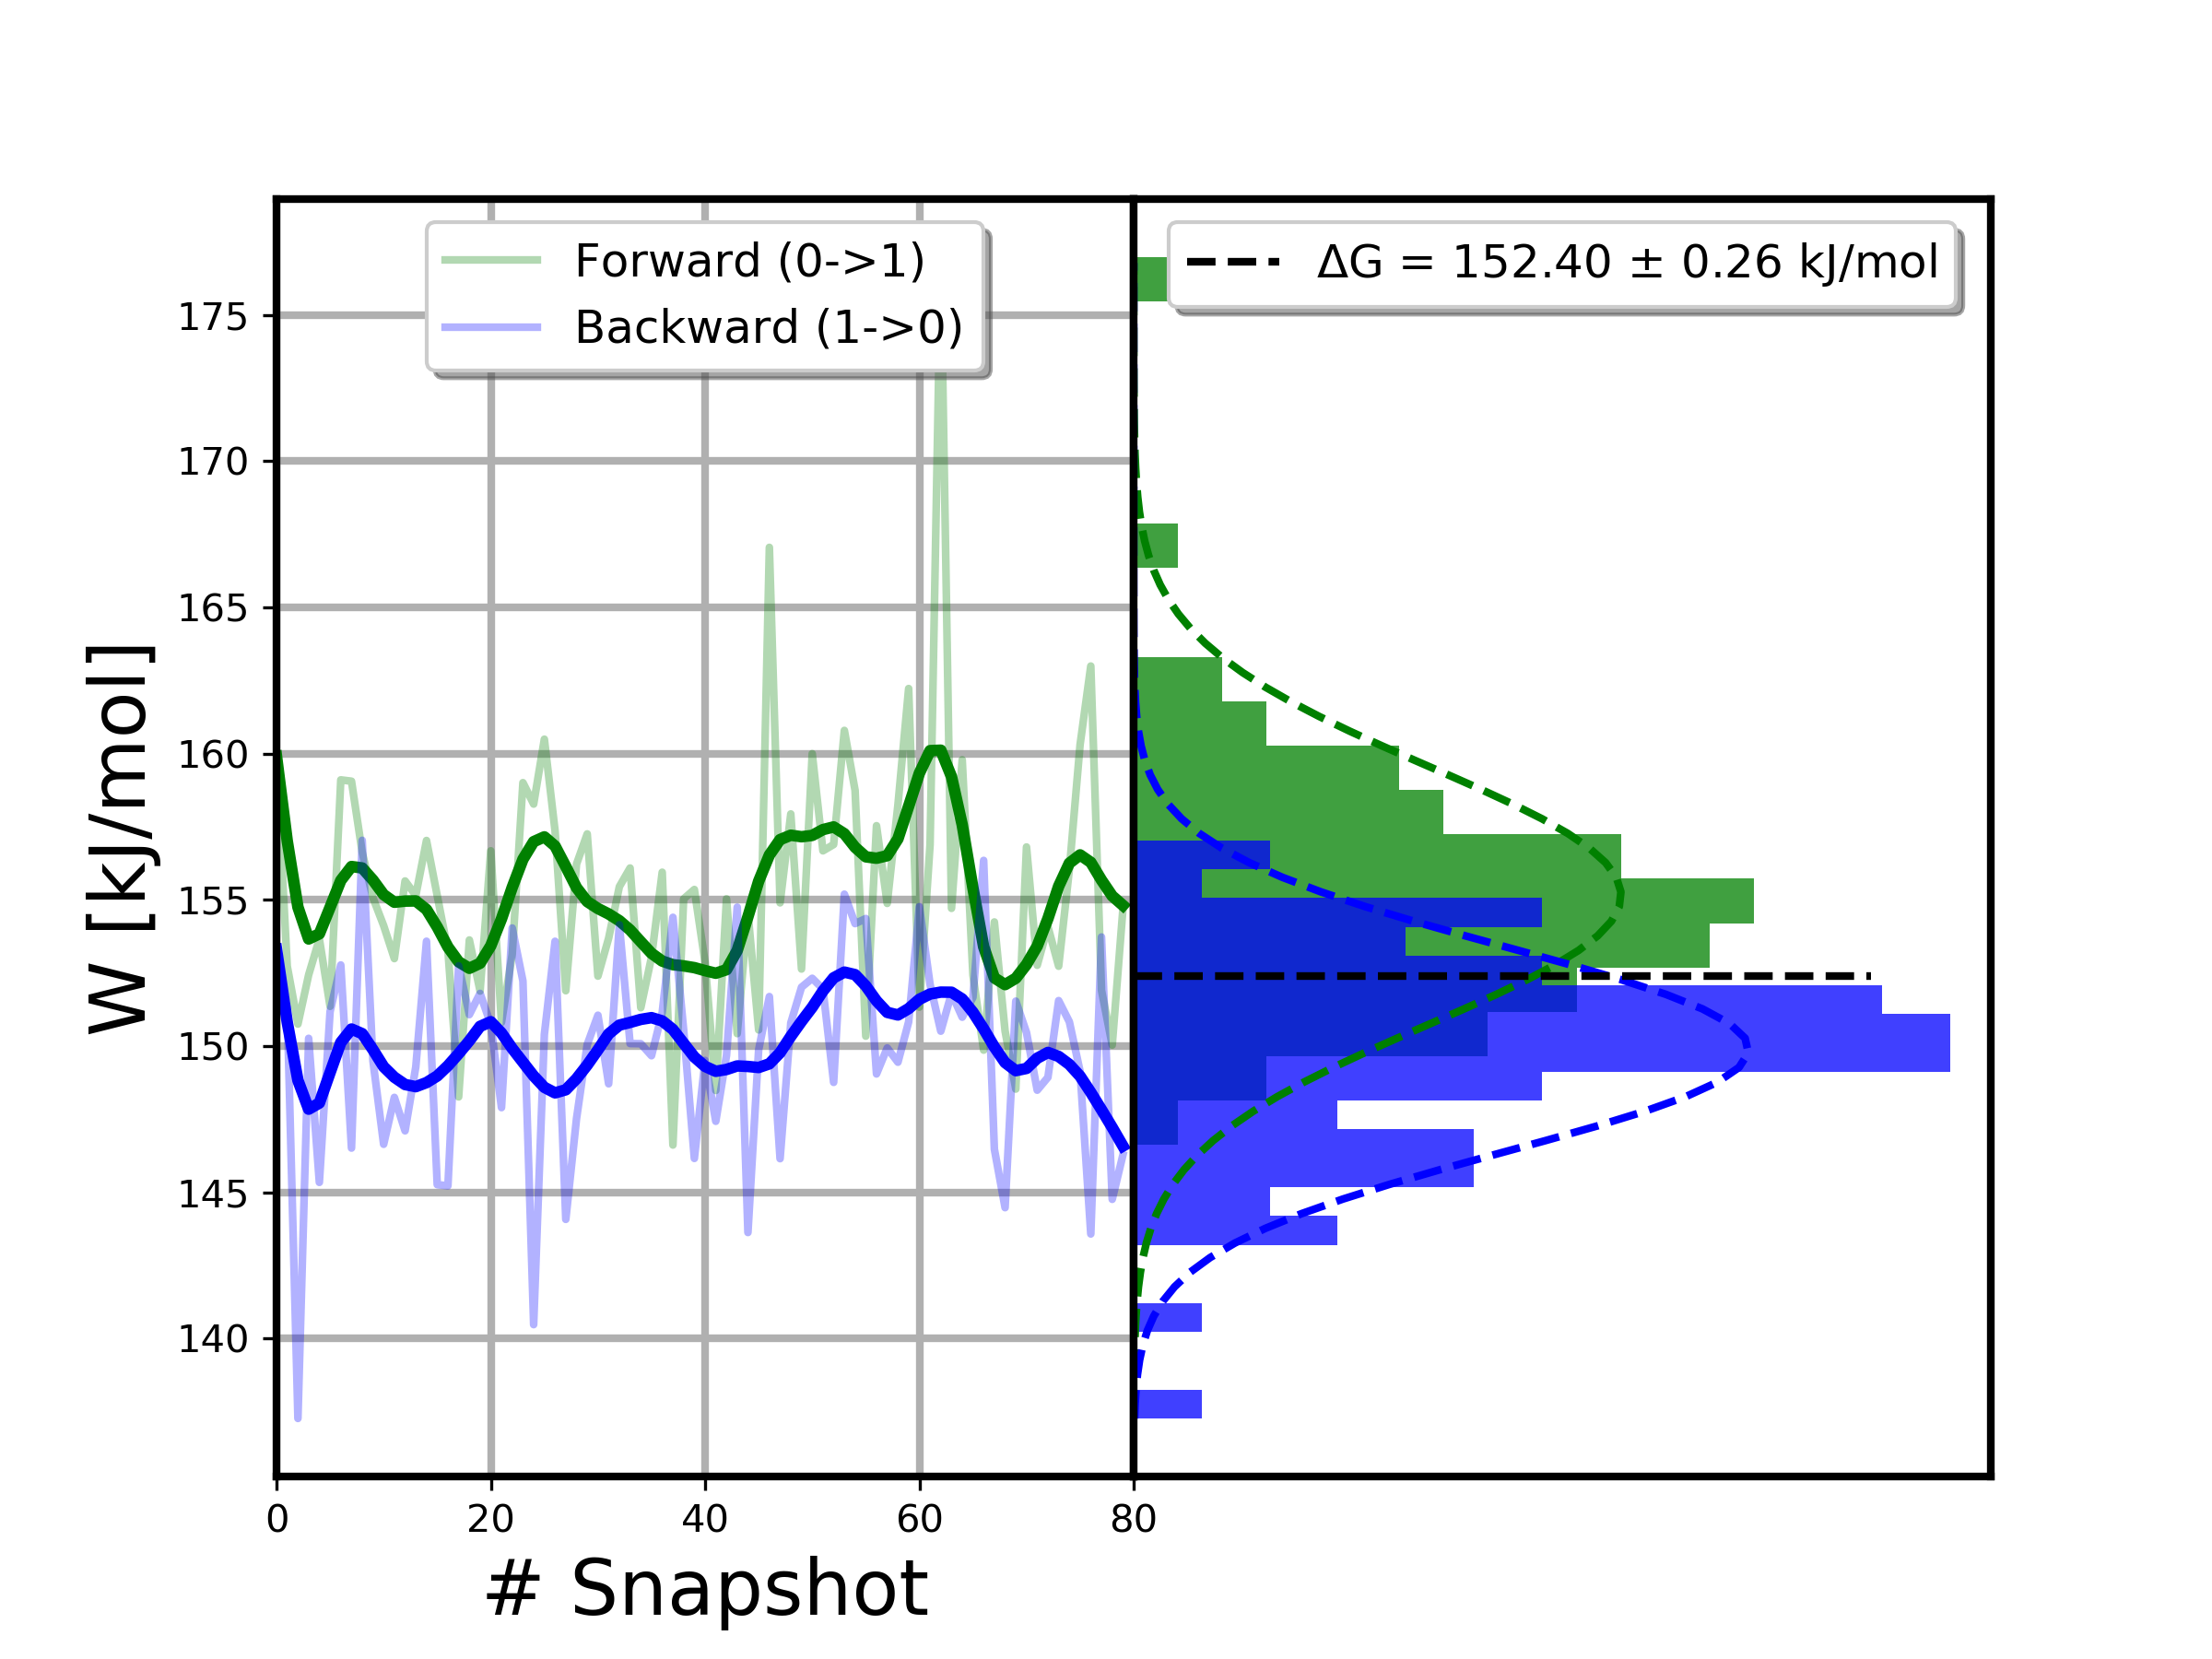 Forward (0->1)
Backward (1->0)
ΔG = 152.40 ± 0.26 kJ/mol
W [kJ/mol]
175
170
165
160
155
150
145
140
0 20 40 60 80
# Snapshot